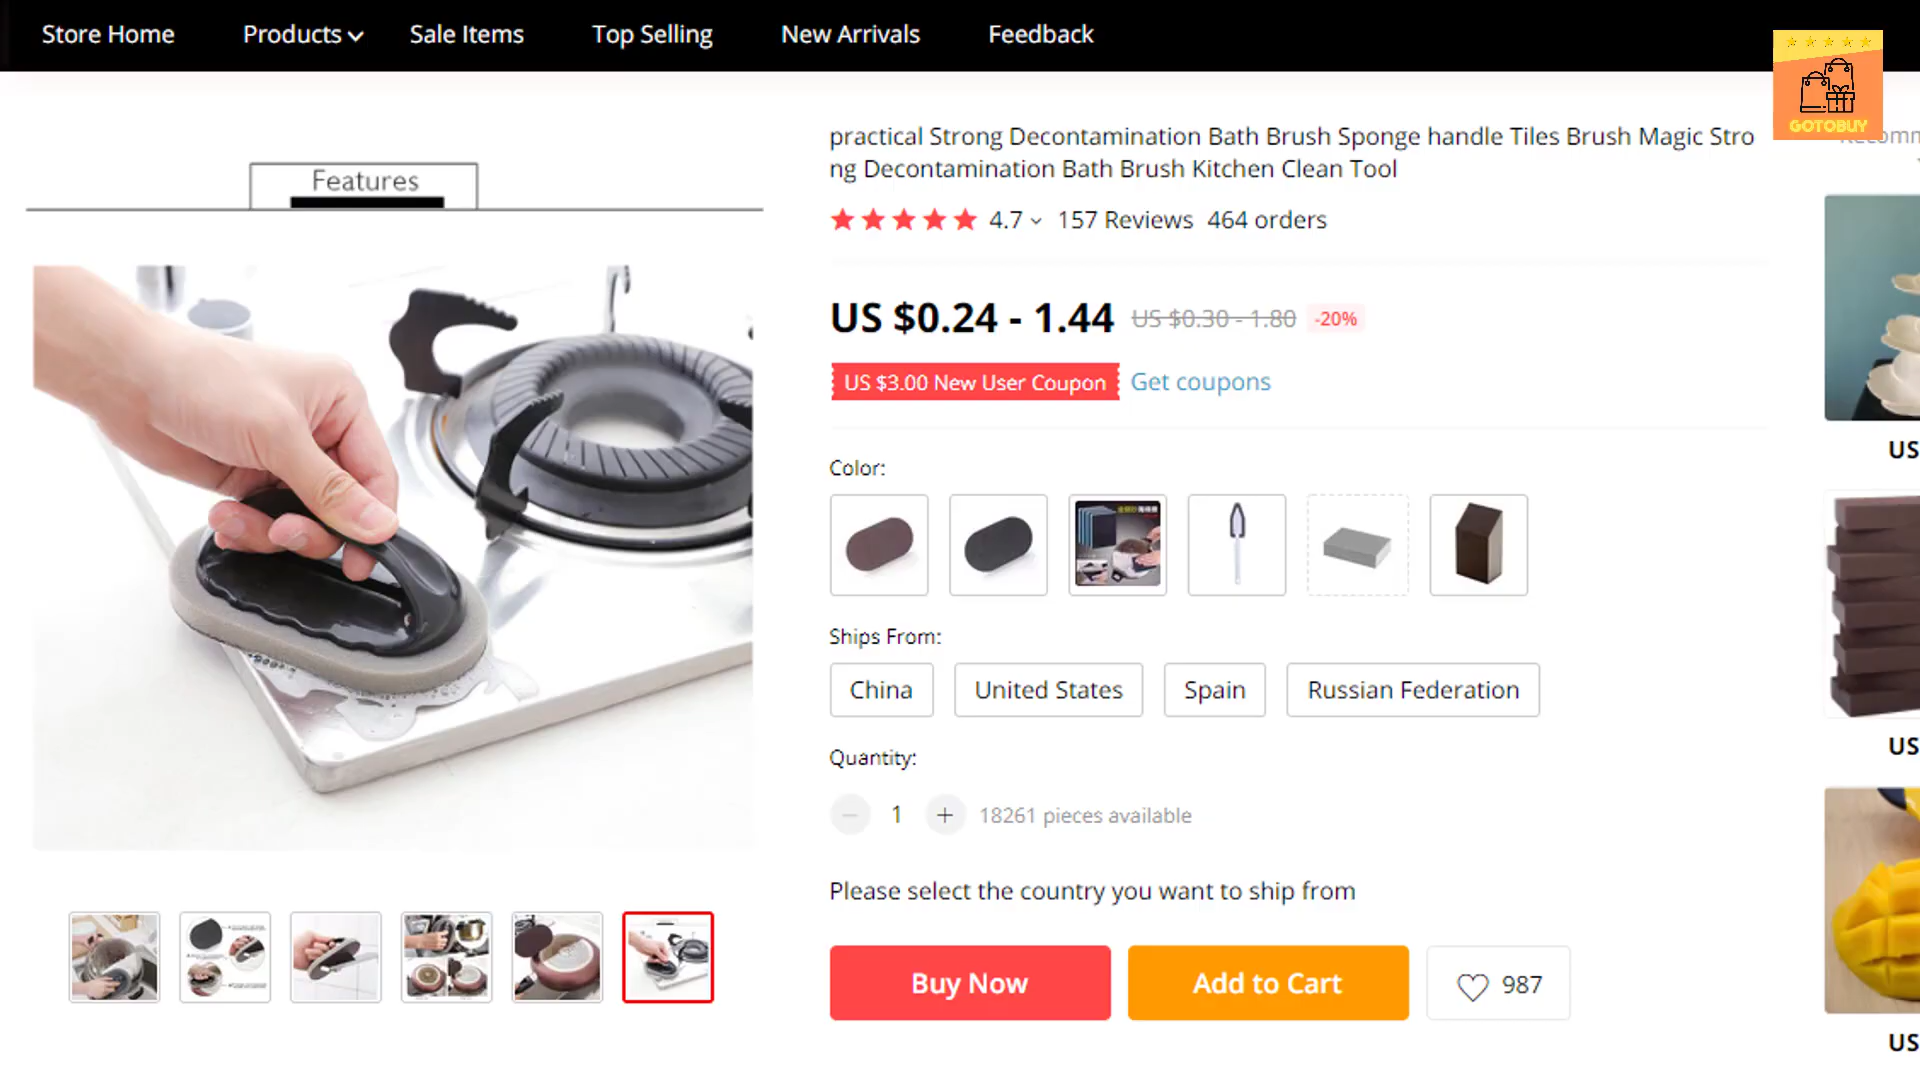 Store Home Products Sale Items Top Selling New Arrivals Feedback
GOTOBUY
Features
practical Strong Decontamination Bath Brush Sponge handle Tiles Brush Magic Stro
ng Decontamination Bath Brush Kitchen Clean Tool
4.7 157 Reviews 464 orders
US $0.24 - 1.44 US $0.30 - 1.80 -20%
US $3.00 New User Coupon Get coupons
Color:
Ships From:
China United States Spain Russian Federation
Quantity:
1 + 18261 pieces available
Please select the country you want to ship from
Buy Now Add to Cart 987
US
US
US